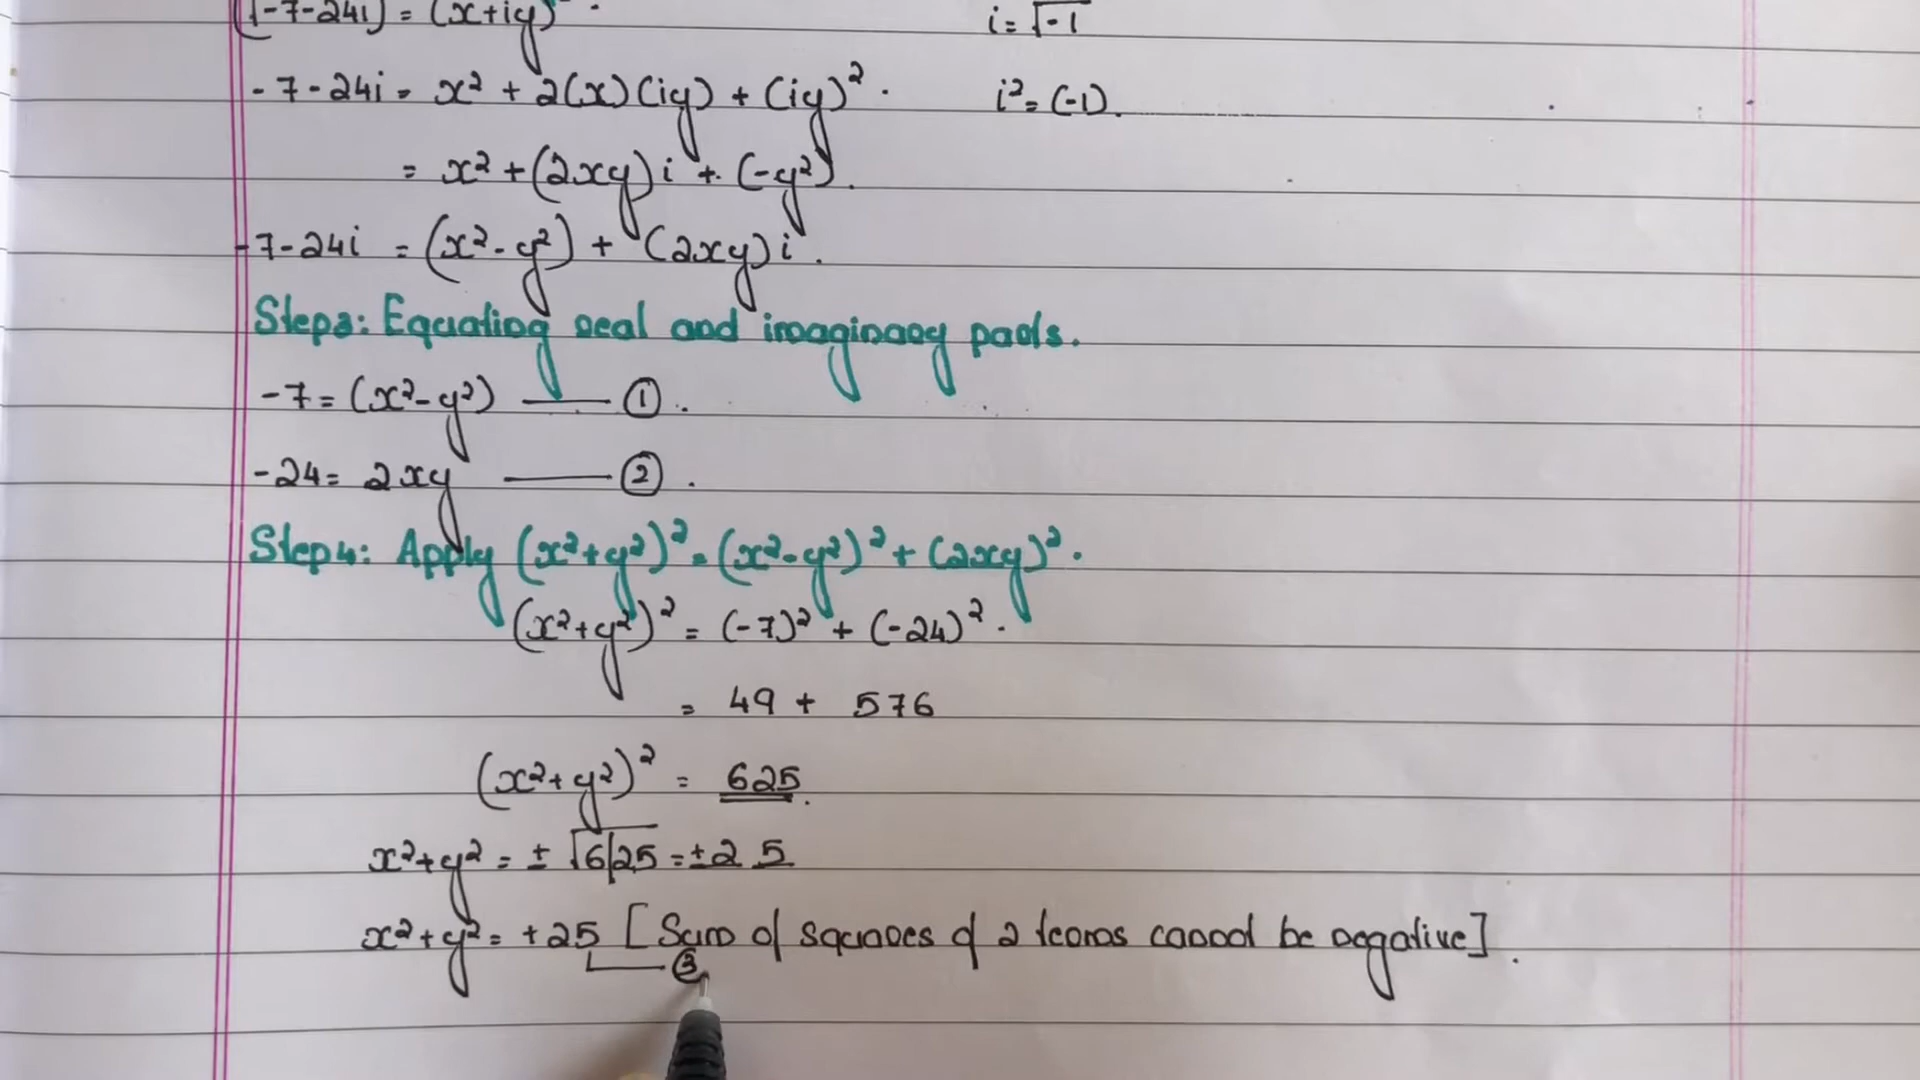 (√-7-24i) = (x+iy)². i = √-1
-7-24i = x² + 2(x)(iy) + (iy)². i² = (-1).
= x² + (2xy)i + (-y²).
-7-24i = (x²-y²) + (2xy)i.
Step3: Equating real and imaginary parts.
-7 = (x²-y²) —— ①.
-24 = 2xy —— ②.
Step4: Apply (x²+y²)² = (x²-y²)² + (2xy)².
(x²+y²)² = (-7)² + (-24)².
= 49 + 576
(x²+y²)² = 625.
x²+y² = ± √625 = ±25
x²+y² = +25 [Sum of squares of 2 terms cannot be negative].
③